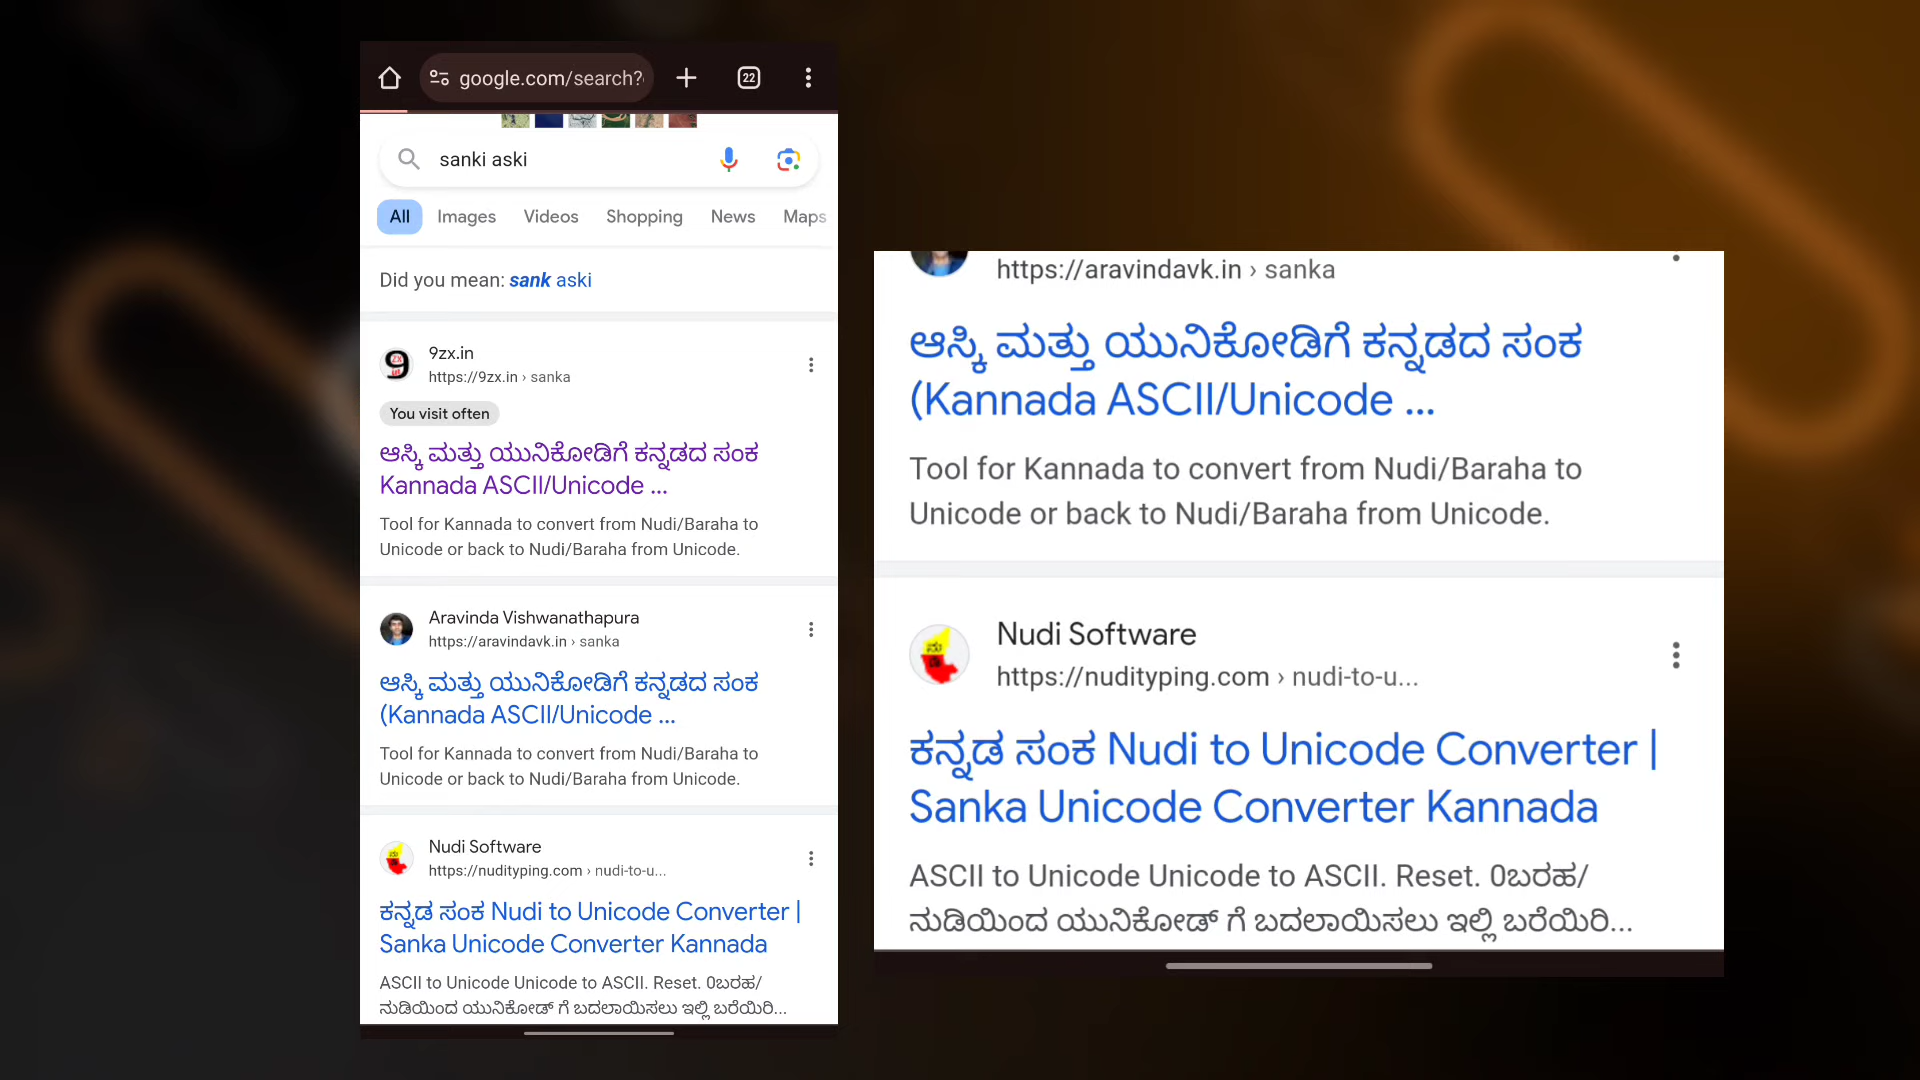 google.com/search?
22
sanki aski
All Images Videos Shopping News Maps
Did you mean: sank aski
9zx.in
https://9zx.in › sanka
You visit often
ಆಸ್ಕಿ ಮತ್ತು ಯುನಿಕೋಡಿಗೆ ಕನ್ನಡದ ಸಂಕ
Kannada ASCII/Unicode ...
Tool for Kannada to convert from Nudi/Baraha to
Unicode or back to Nudi/Baraha from Unicode.
Aravinda Vishwanathapura
https://aravindavk.in › sanka
ಆಸ್ಕಿ ಮತ್ತು ಯುನಿಕೋಡಿಗೆ ಕನ್ನಡದ ಸಂಕ
(Kannada ASCII/Unicode ...
Tool for Kannada to convert from Nudi/Baraha to
Unicode or back to Nudi/Baraha from Unicode.
Nudi Software
https://nudityping.com › nudi-to-u...
ಕನ್ನಡ ಸಂಕ Nudi to Unicode Converter |
Sanka Unicode Converter Kannada
ASCII to Unicode Unicode to ASCII. Reset. 0ಬರಹ/
ನುಡಿಯಿಂದ ಯುನಿಕೋಡ್ ಗೆ ಬದಲಾಯಿಸಲು ಇಲ್ಲಿ ಬರೆಯಿರಿ...
https://aravindavk.in › sanka
ಆಸ್ಕಿ ಮತ್ತು ಯುನಿಕೋಡಿಗೆ ಕನ್ನಡದ ಸಂಕ
(Kannada ASCII/Unicode ...
Tool for Kannada to convert from Nudi/Baraha to
Unicode or back to Nudi/Baraha from Unicode.
Nudi Software
https://nudityping.com › nudi-to-u...
ಕನ್ನಡ ಸಂಕ Nudi to Unicode Converter |
Sanka Unicode Converter Kannada
ASCII to Unicode Unicode to ASCII. Reset. 0ಬರಹ/
ನುಡಿಯಿಂದ ಯುನಿಕೋಡ್ ಗೆ ಬದಲಾಯಿಸಲು ಇಲ್ಲಿ ಬರೆಯಿರಿ...